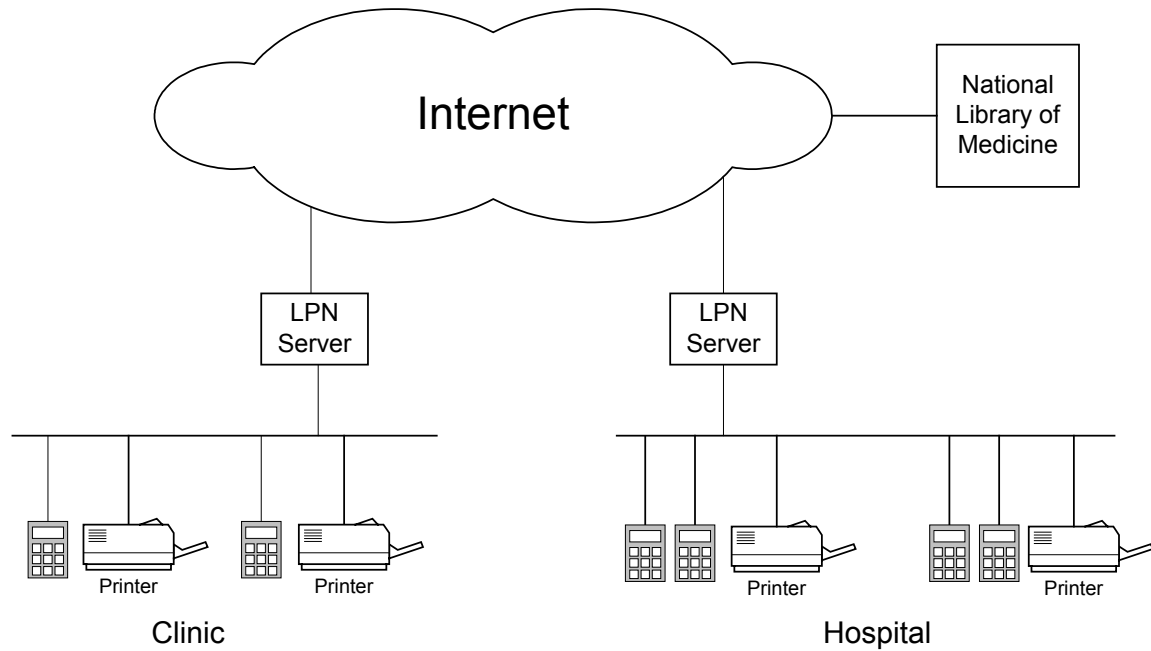 Internet
National
Library of
Medicine
LPN
Server
LPN
Server
Printer
Printer
Printer
Printer
Clinic
Hospital